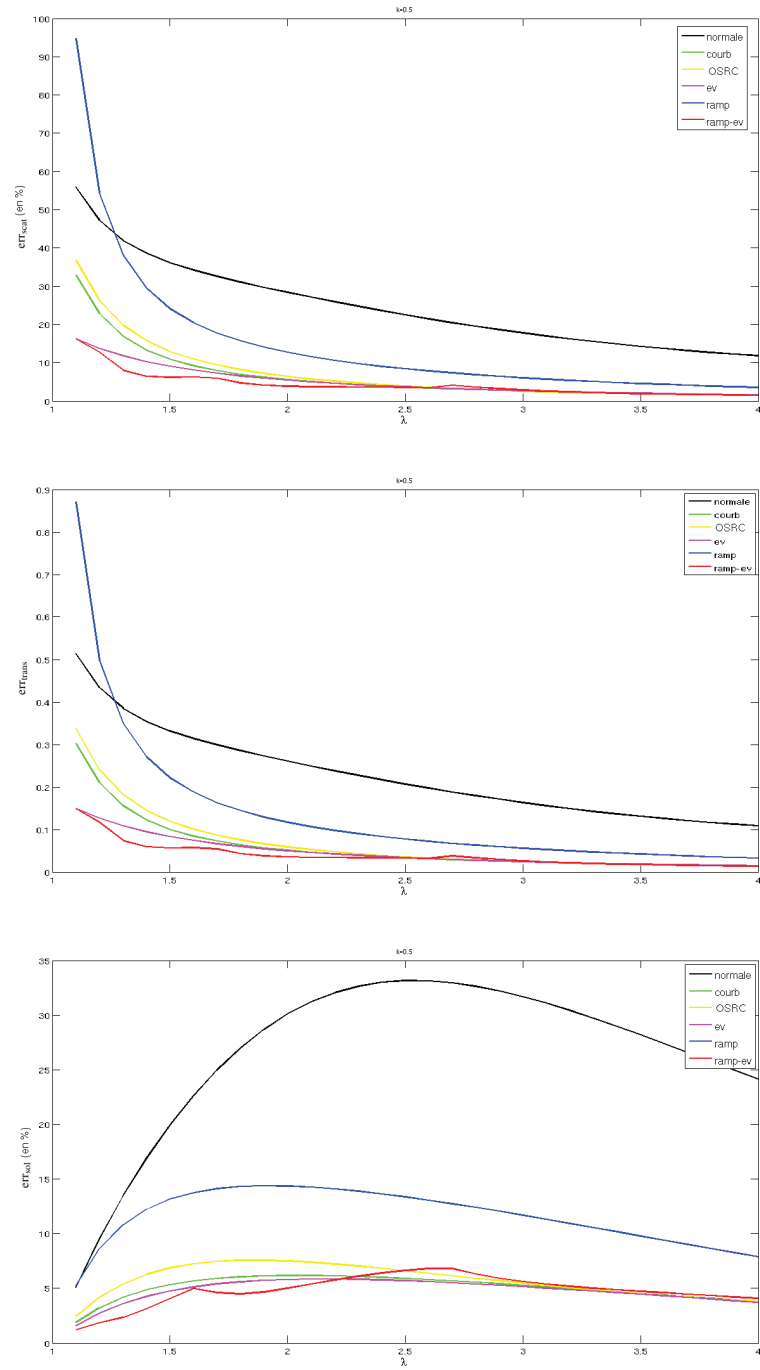 k=0.5
100
90
80
70
60
50
40
30
20
10
0
err_scat (en %)
1
1.5
2
2.5
3
3.5
4
λ
normale
courb
OSRC
ev
ramp
ramp-ev
k=0.5
0.9
0.8
0.7
0.6
0.5
0.4
0.3
0.2
0.1
0
err_trans
1
1.5
2
2.5
3
3.5
4
λ
normale
courb
OSRC
ev
ramp
ramp-ev
k=0.5
35
30
25
20
15
10
5
0
err_sol (en %)
1
1.5
2
2.5
3
3.5
4
λ
normale
courb
OSRC
ev
ramp
ramp-ev